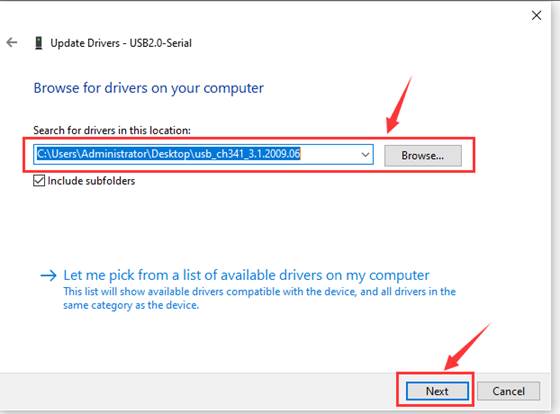 Update Drivers - USB2.0-Serial
Browse for drivers on your computer
Search for drivers in this location:
C:\Users\Administrator\Desktop\usb_ch341_3.1.2009.06
Browse...
Include subfolders
Let me pick from a list of available drivers on my computer
This list will show available drivers compatible with the device, and all drivers in the
same category as the device.
Next
Cancel